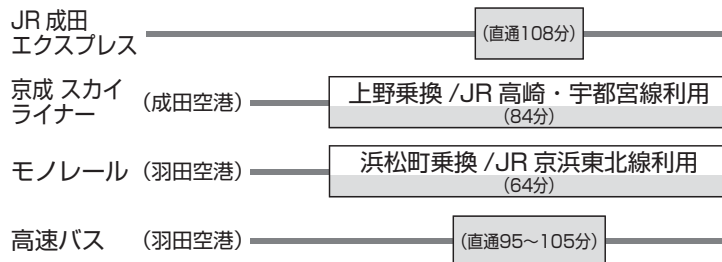 JR 成田
エクスプレス
(直通108分)
京成 スカイ
ライナー
(成田空港)
上野乗換 /JR 高崎・宇都宮線利用
(84分)
モノレール
(羽田空港)
浜松町乗換 /JR 京浜東北線利用
(64分)
高速バス
(羽田空港)
(直通95〜105分)